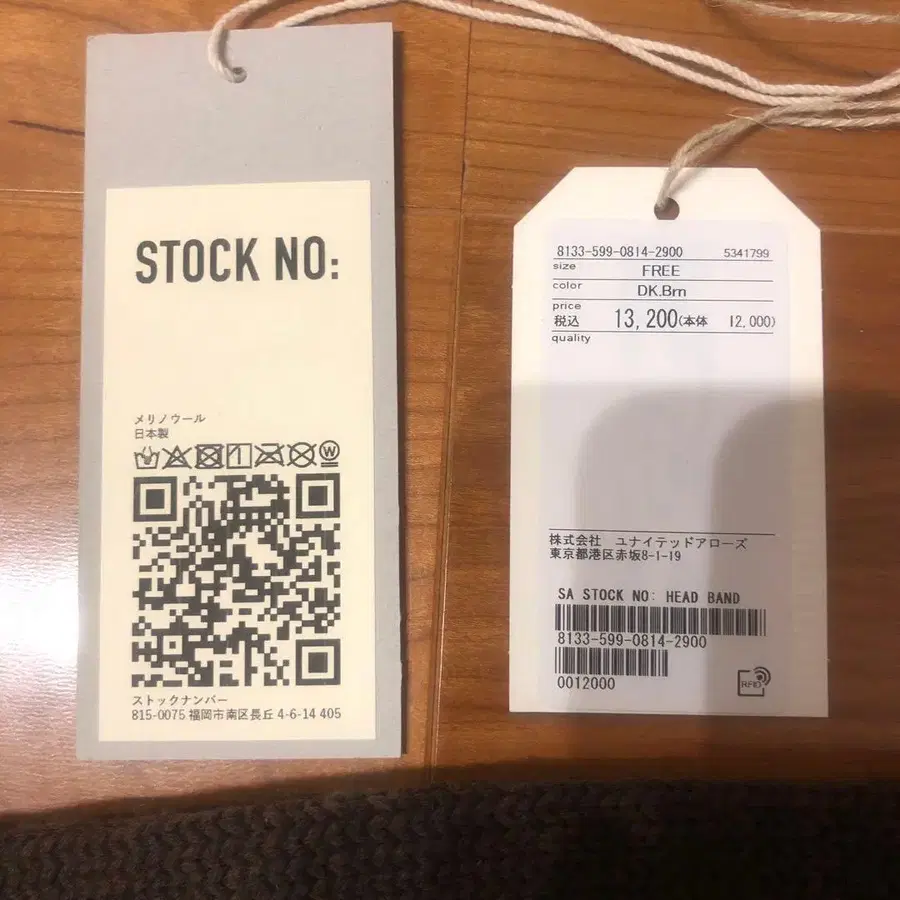 STOCK NO:
メリノウール
日本製
ストックナンバー
815-0075 福岡市南区長丘 4-6-14 405
8133-599-0814-2900 5341799
size FREE
color DK.Brn
price
税込 13,200(本体 12,000)
quality
株式会社 ユナイテッドアローズ
東京都港区赤坂8-1-19
SA STOCK NO: HEAD BAND
8133-599-0814-2900
0012000
RFID